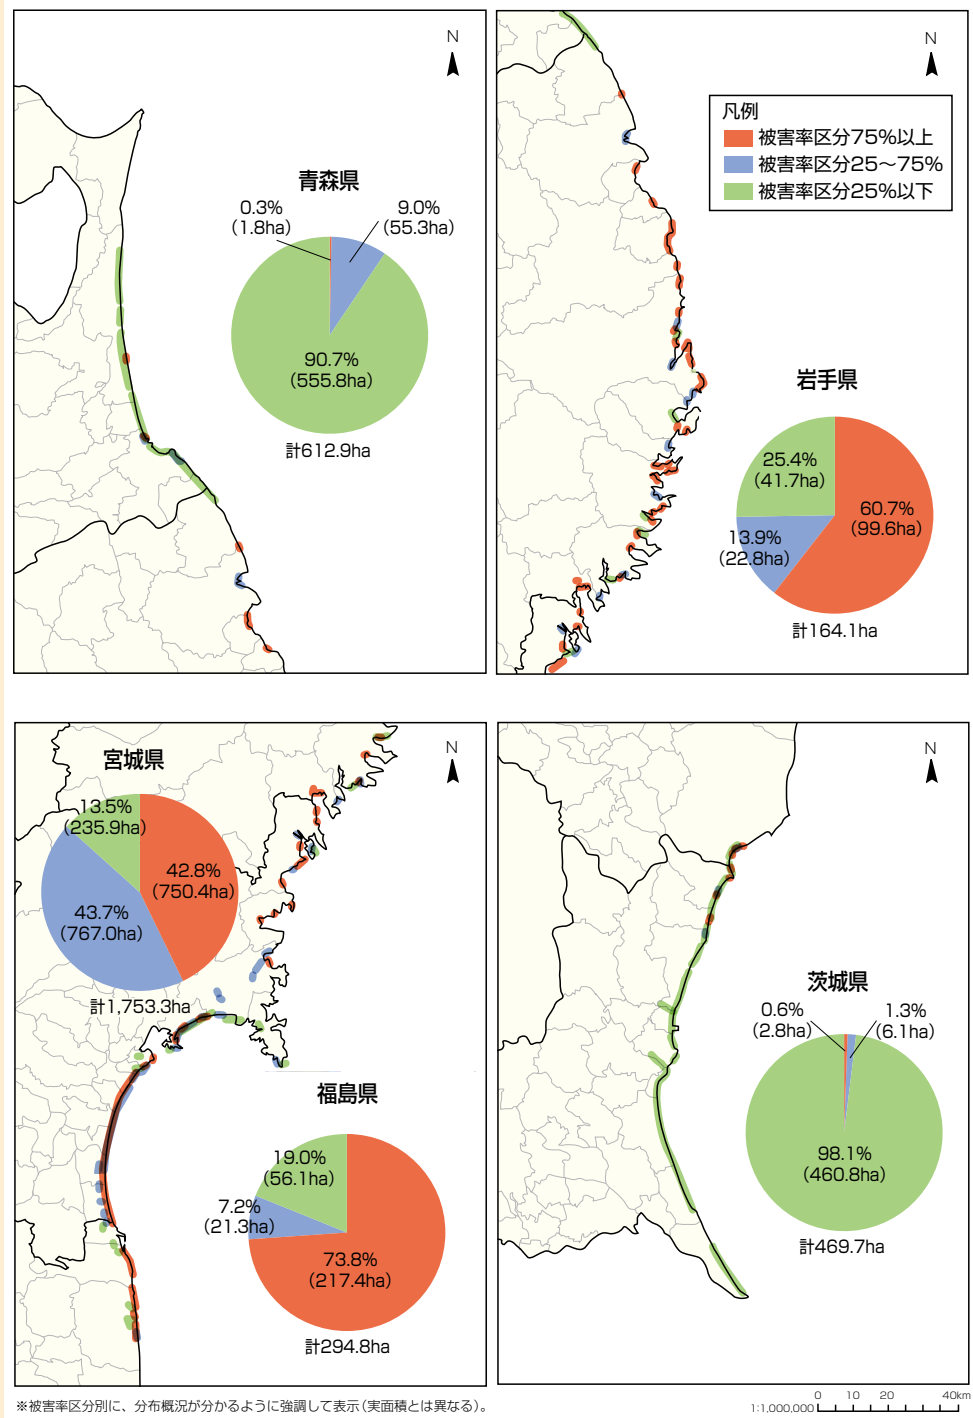 N
青森県
0.3%
(1.8ha)
9.0%
(55.3ha)
90.7%
(555.8ha)
計612.9ha
N
凡例
被害率区分75%以上
被害率区分25～75%
被害率区分25%以下
岩手県
25.4%
(41.7ha)
60.7%
(99.6ha)
13.9%
(22.8ha)
計164.1ha
N
宮城県
13.5%
(235.9ha)
42.8%
(750.4ha)
43.7%
(767.0ha)
計1,753.3ha
福島県
19.0%
(56.1ha)
7.2%
(21.3ha)
73.8%
(217.4ha)
計294.8ha
N
茨城県
0.6%
(2.8ha)
1.3%
(6.1ha)
98.1%
(460.8ha)
計469.7ha
※被害率区分別に、分布概況が分かるように強調して表示(実面積とは異なる)。
0 10 20 40km
1:1,000,000